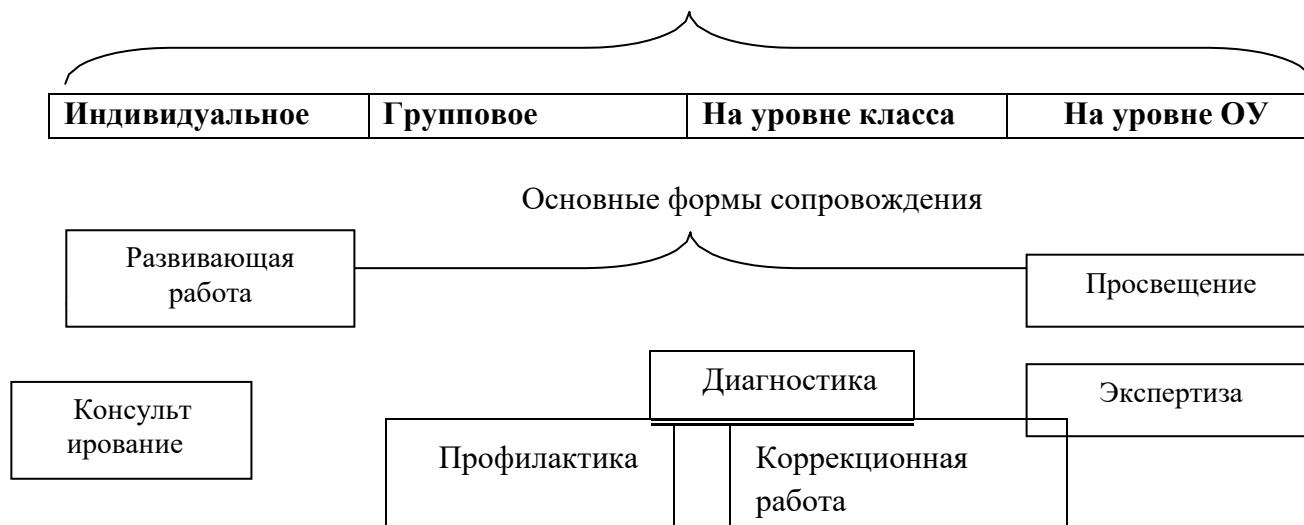 Индивидуальное Групповое На уровне класса На уровне ОУ
Основные формы сопровождения
Развивающая
работа
Просвещение
Диагностика
Экспертиза
Консульт
ирование
Профилактика
Коррекционная
работа